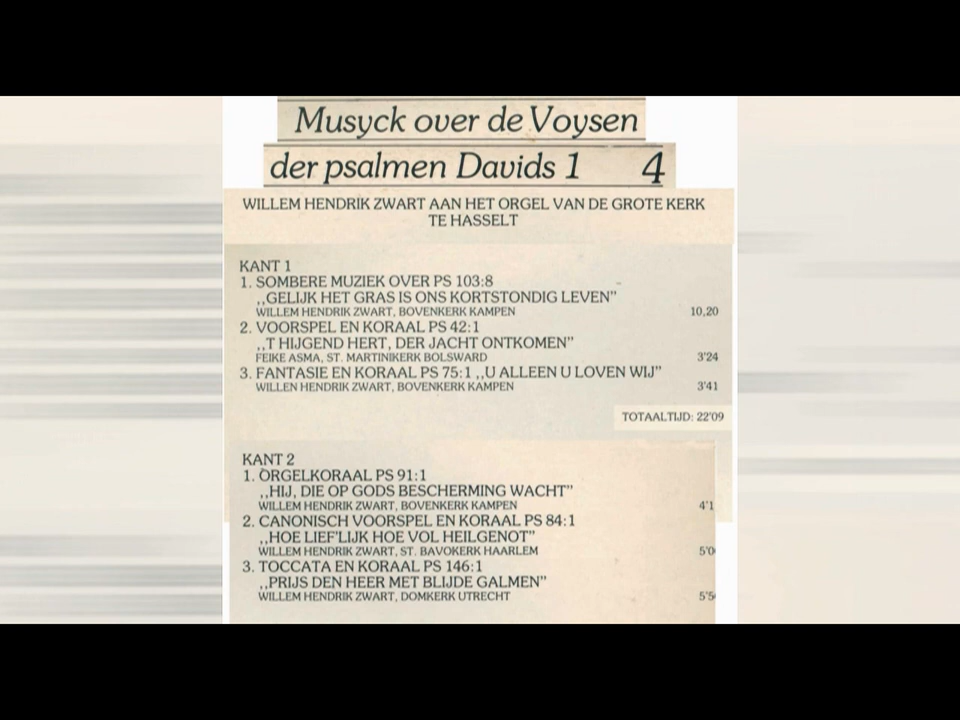 Musyck over de Voysen
der psalmen Davids 1 4
WILLEM HENDRIK ZWART AAN HET ORGEL VAN DE GROTE KERK
TE HASSELT
KANT 1
1. SOMBERE MUZIEK OVER PS 103:8
,,GELIJK HET GRAS IS ONS KORTSTONDIG LEVEN"
WILLEM HENDRIK ZWART, BOVENKERK KAMPEN 10,20
2. VOORSPEL EN KORAAL PS 42:1
,,T HIJGEND HERT, DER JACHT ONTKOMEN"
FEIKE ASMA, ST. MARTINIKERK BOLSWARD 3'24
3. FANTASIE EN KORAAL PS 75:1 ,,U ALLEEN U LOVEN WIJ"
WILLEN HENDRIK ZWART, BOVENKERK KAMPEN 3'41
TOTAALTIJD: 22'09
KANT 2
1. ORGELKORAAL PS 91:1
,,HIJ, DIE OP GODS BESCHERMING WACHT"
WILLEM HENDRIK ZWART, BOVENKERK KAMPEN 4'1
2. CANONISCH VOORSPEL EN KORAAL PS 84:1
,,HOE LIEF'LIJK HOE VOL HEILGENOT"
WILLEM HENDRIK ZWART, ST. BAVOKERK HAARLEM 5'0
3. TOCCATA EN KORAAL PS 146:1
,,PRIJS DEN HEER MET BLIJDE GALMEN"
WILLEM HENDRIK ZWART, DOMKERK UTRECHT 5'5